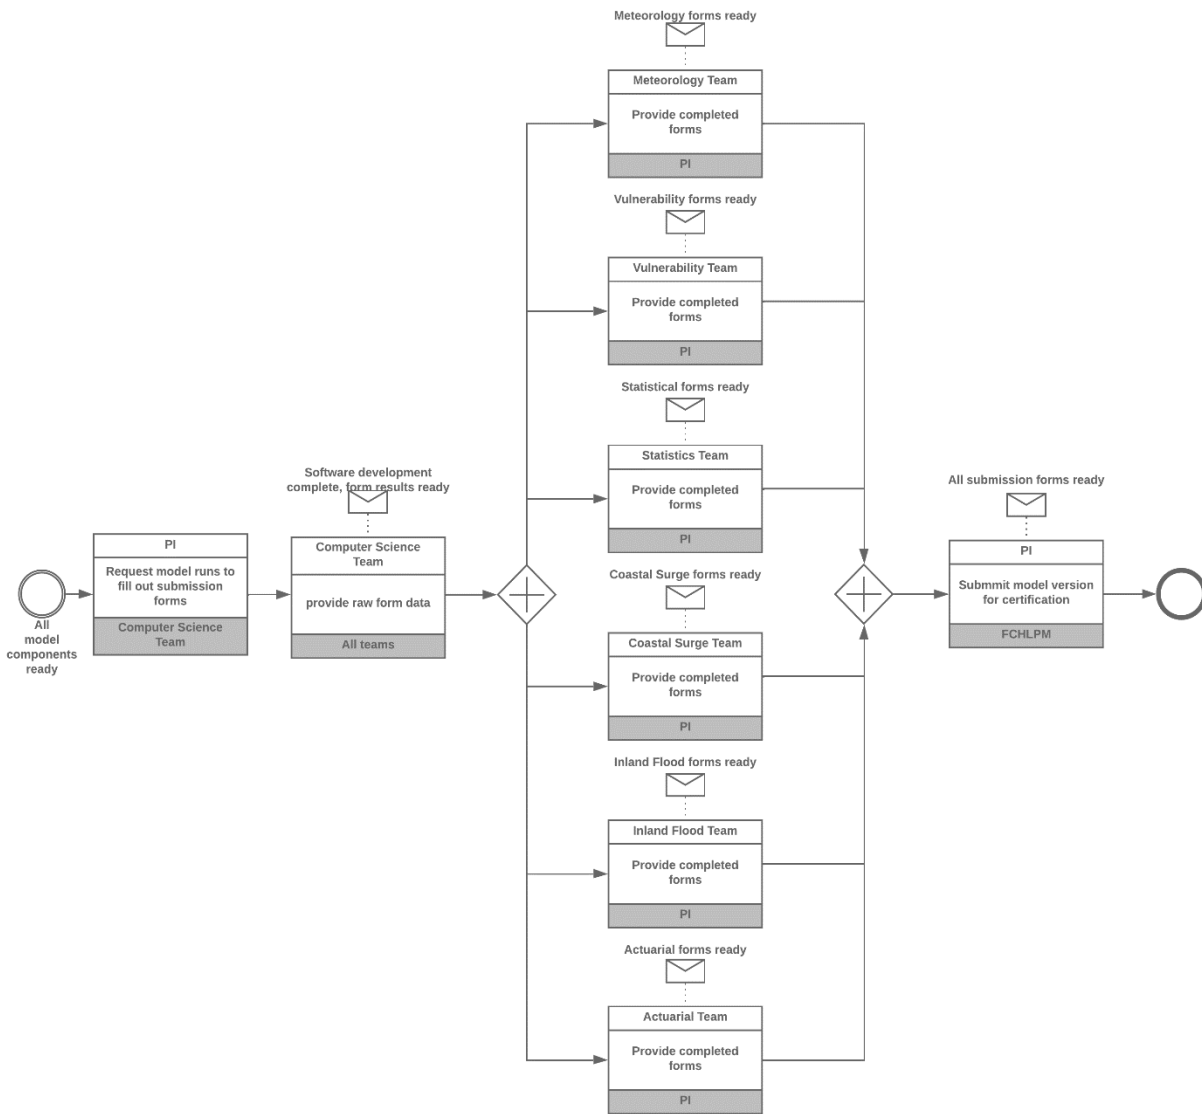 All
model
components
ready
PI
Request model runs to
fill out submission
forms
Computer Science
Team
Software development
complete, form results ready
Computer Science
Team
provide raw form data
All teams
Meteorology forms ready
Meteorology Team
Provide completed
forms
PI
Vulnerability forms ready
Vulnerability Team
Provide completed
forms
PI
Statistical forms ready
Statistics Team
Provide completed
forms
PI
Coastal Surge forms ready
Coastal Surge Team
Provide completed
forms
PI
Inland Flood forms ready
Inland Flood Team
Provide completed
forms
PI
Actuarial forms ready
Actuarial Team
Provide completed
forms
PI
All submission forms ready
PI
Submmit model version
for certification
FCHLPM